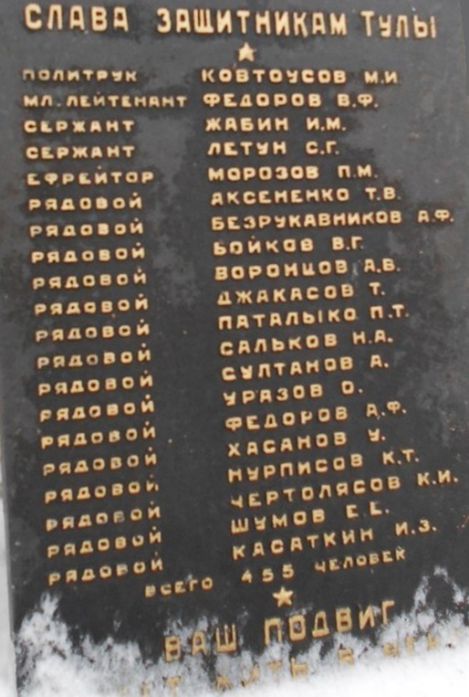 СЛАВА ЗАЩИТНИКАМ ТУЛЫ
ПОЛИТРУК КОВТОУСОВ М.И
МЛ. ЛЕЙТЕНАНТ ФЕДОРОВ В.Ф.
СЕРЖАНТ ЖАБИН И.М.
СЕРЖАНТ ЛЕТУН С.Г.
ЕФРЕЙТОР МОРОЗОВ П.М.
РЯДОВОЙ АКСЕНЕНКО Т.В.
РЯДОВОЙ БЕЗРУКАВНИКОВ А.Ф.
РЯДОВОЙ БОЙКОВ В.Г.
РЯДОВОЙ ВОРОНЦОВ А.В.
РЯДОВОЙ ДЖАКАСОВ Т.
РЯДОВОЙ ПАТАЛЫКО П.Т.
РЯДОВОЙ САЛЬКОВ Н.А.
РЯДОВОЙ СУЛТАНОВ А.
РЯДОВОЙ УРАЗОВ О.
РЯДОВОЙ ФЕДОРОВ А.Ф.
РЯДОВОЙ ХАСАНОВ У.
РЯДОВОЙ НУРПИСОВ К.Т.
РЯДОВОЙ ЧЕРТОЛЯСОВ К.И.
РЯДОВОЙ ШУМОВ Е.Е.
РЯДОВОЙ КАСАТКИН И.З.
ВСЕГО 455 ЧЕЛОВЕК
ВАШ ПОДВИГ
ЖИТЬ В